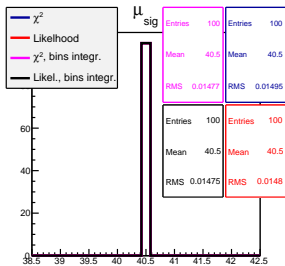 μsig
χ²
Likelihood
χ², bins integr.
Likel., bins integr.
Entries 100
Mean 40.5
RMS 0.01477
Entries 100
Mean 40.5
RMS 0.01495
Entries 100
Mean 40.5
RMS 0.01475
Entries 100
Mean 40.5
RMS 0.0148
80
60
40
20
0
38.5 39 39.5 40 40.5 41 41.5 42 42.5